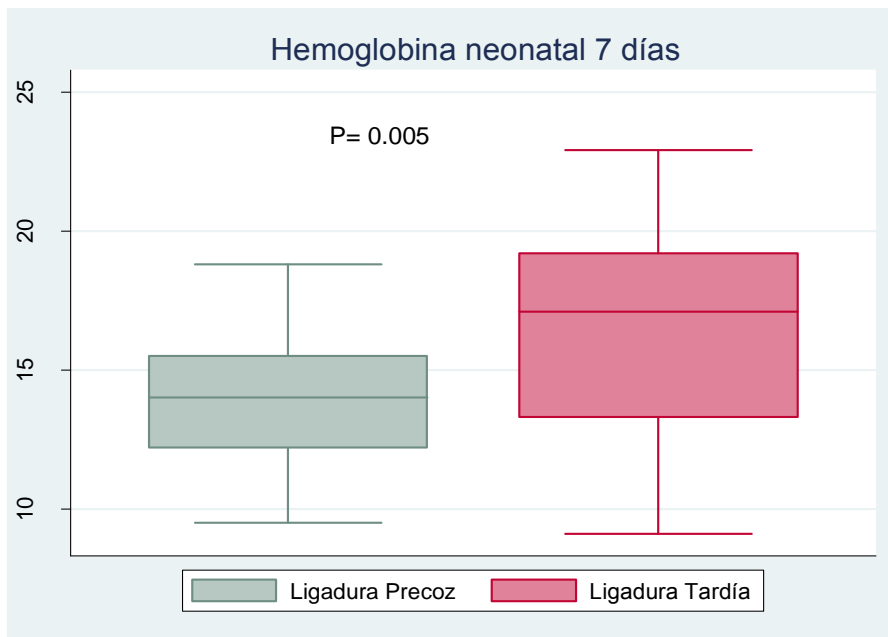 Hemoglobina neonatal 7 días
P= 0.005
25
20
15
10
Ligadura Precoz
Ligadura Tardía